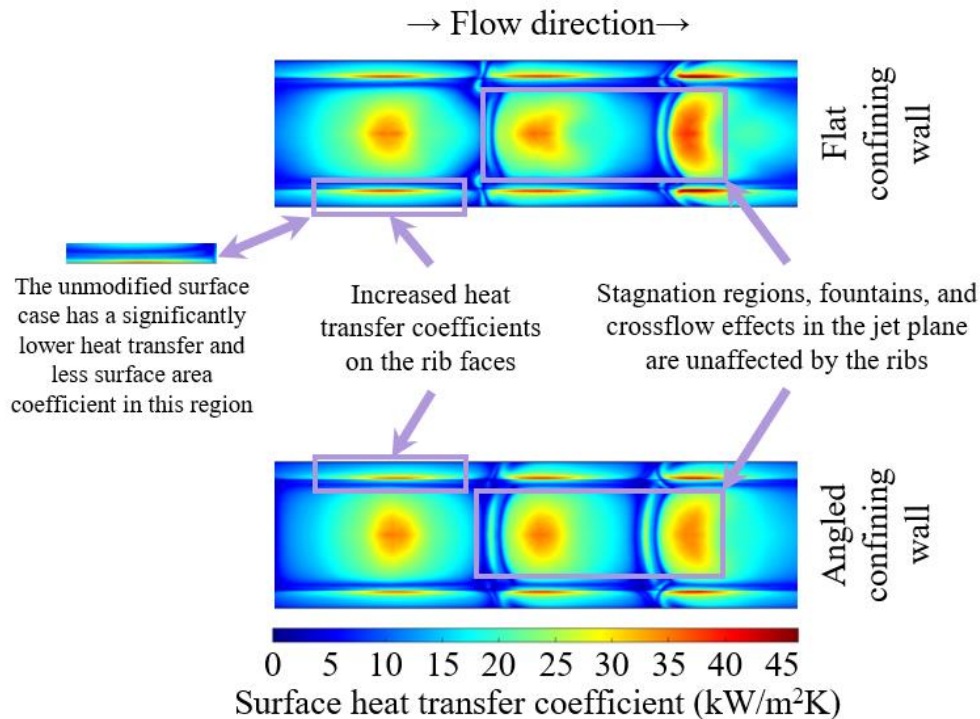 → Flow direction→
Flat
confining
wall
The unmodified surface
case has a significantly
lower heat transfer and
less surface area
coefficient in this region
Increased heat
transfer coefficients
on the rib faces
Stagnation regions, fountains, and
crossflow effects in the jet plane
are unaffected by the ribs
Angled
confining
wall
0 5 10 15 20 25 30 35 40 45
Surface heat transfer coefficient (kW/m²K)